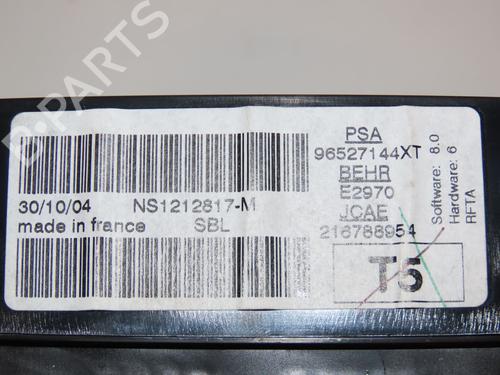 30/10/04 NS1212817-M
made in france SBL
PSA
96527144XT
BEHR
E2970
JCAE
216788954
T5
Software: 8.0
Hardware: 6
RFTA
B-PARTS